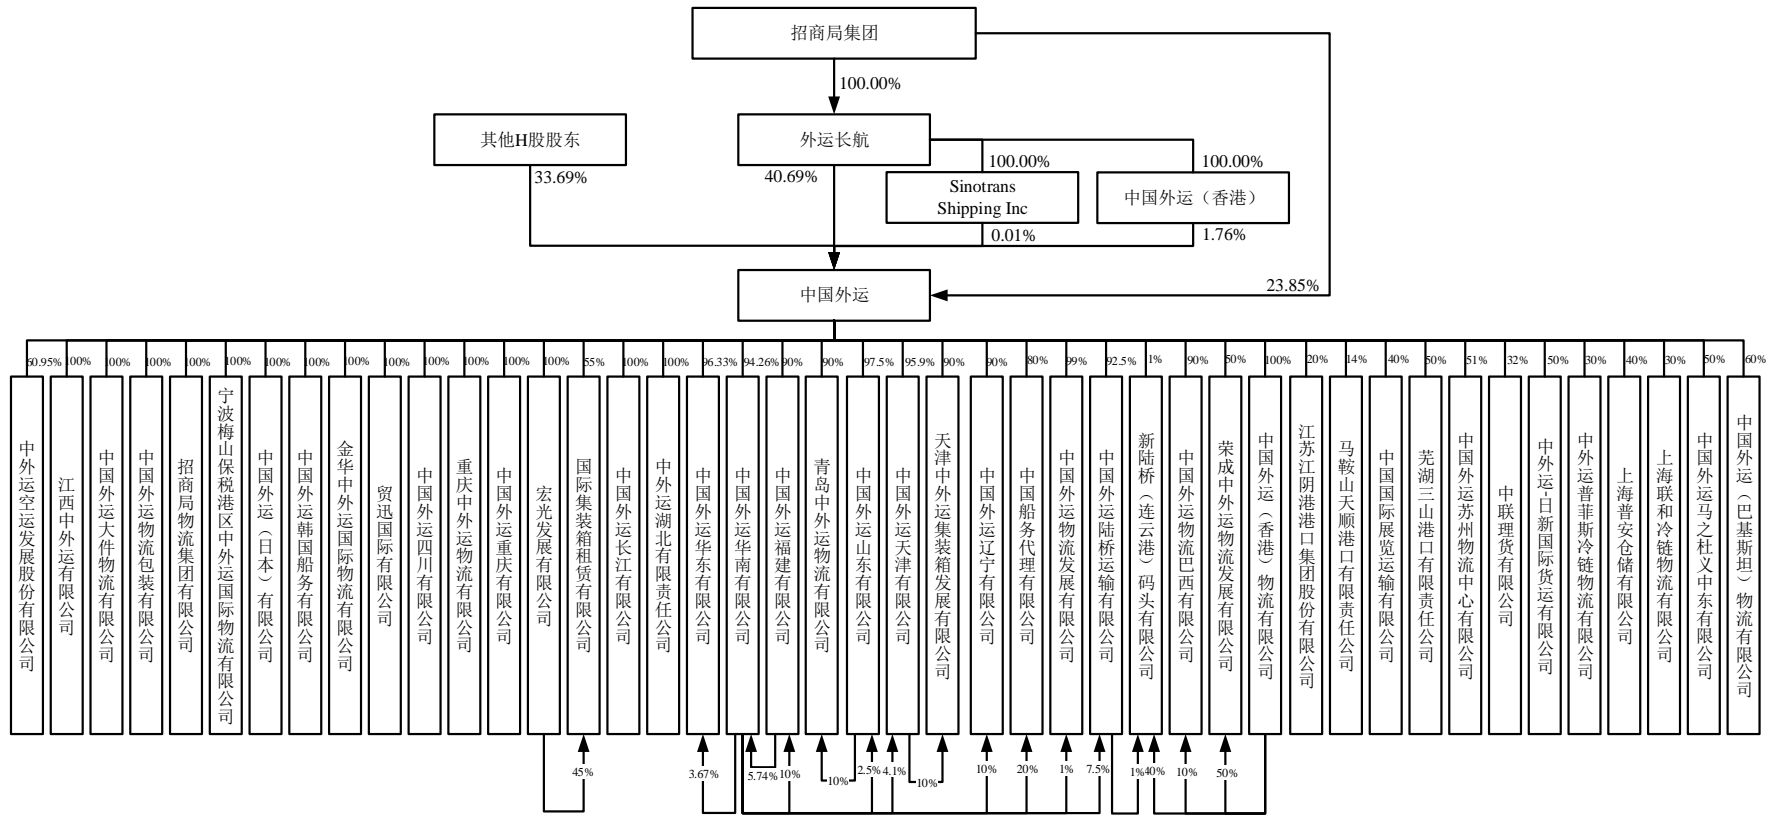 招商局集团
100.00%
其他H股股东
外运长航
33.69%
40.69%
100.00%
100.00%
Sinotrans
Shipping Inc
中国外运（香港）
0.01%
1.76%
中国外运
23.85%
60.95%
100%
100%
100%
100%
100%
100%
100%
100%
100%
100%
100%
100%
100%
55%
100%
100%
96.33%
94.26%
90%
90%
97.5%
95.9%
90%
90%
80%
99%
92.5%
1%
90%
50%
100%
20%
14%
40%
50%
51%
32%
50%
30%
40%
30%
50%
60%
中外运空运发展股份有限公司
江西中外运有限公司
中国外运大件物流有限公司
中国外运物流包装有限公司
招商局物流集团有限公司
宁波梅山保税港区中外运国际物流有限公司
中国外运（日本）有限公司
中国外运韩国船务有限公司
金华中外运国际物流有限公司
贸迅国际有限公司
中国外运四川有限公司
重庆中外运物流有限公司
中国外运重庆有限公司
宏光发展有限公司
国际集装箱租赁有限公司
中国外运长江有限公司
中外运湖北有限责任公司
中国外运华东有限公司
中国外运华南有限公司
中国外运福建有限公司
青岛中外运物流有限公司
中国外运山东有限公司
中国外运天津有限公司
天津中外运集装箱发展有限公司
中国外运辽宁有限公司
中国船务代理有限公司
中国外运物流发展有限公司
中国外运陆桥运输有限公司
新陆桥（连云港）码头有限公司
中国外运物流巴西有限公司
荣成中外运物流发展有限公司
中国外运（香港）物流有限公司
江苏江阴港港口集团股份有限公司
马鞍山天顺港口有限责任公司
中国国际展览运输有限公司
芜湖三山港口有限责任公司
中国外运苏州物流中心有限公司
中联理货有限公司
中外运-日新国际货运有限公司
中外运普菲斯冷链物流有限公司
上海普安仓储有限公司
上海联和冷链物流有限公司
中国外运马之杜义中东有限公司
中国外运（巴基斯坦）物流有限公司
45%
3.67%
5.74%
10%
10%
2.5%
4.1%
10%
10%
20%
1%
7.5%
1%
40%
10%
50%